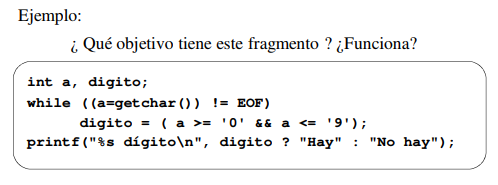 Ejemplo:
¿ Qué objetivo tiene este fragmento ? ¿Funciona?
int a, digito;
while ((a=getchar()) != EOF)
digito = ( a >= '0' && a <= '9');
printf("%s dígito\n", digito ? "Hay" : "No hay");